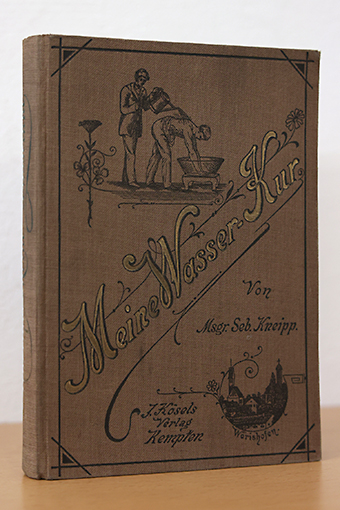 Meine Wasser-Kur.
Von
Msgr. Seb. Kneipp.
J. Kösels
Verlag
Kempten
Wörishofen